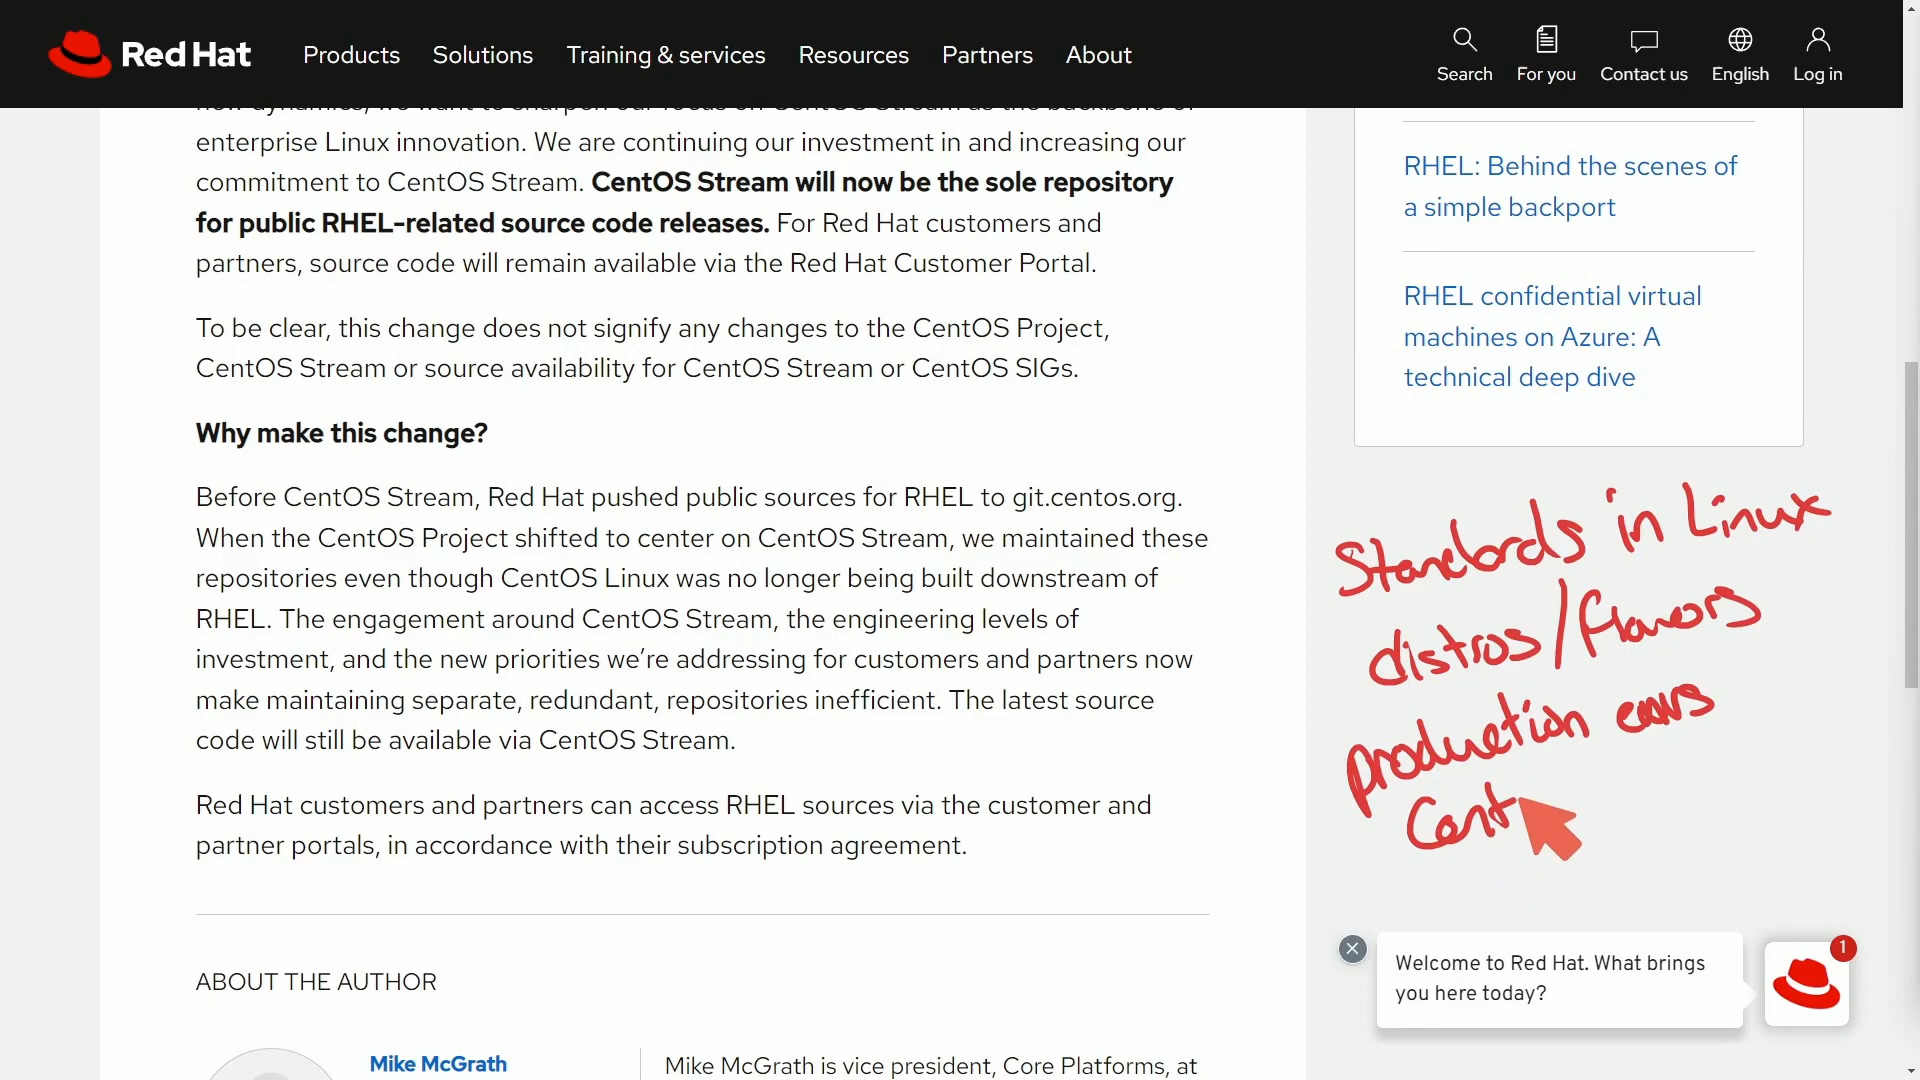 Red Hat
Products Solutions Training & services Resources Partners About
Search For you Contact us English Log in
enterprise Linux innovation. We are continuing our investment in and increasing our
commitment to CentOS Stream. CentOS Stream will now be the sole repository
for public RHEL-related source code releases. For Red Hat customers and
partners, source code will remain available via the Red Hat Customer Portal.
To be clear, this change does not signify any changes to the CentOS Project,
CentOS Stream or source availability for CentOS Stream or CentOS SIGs.
Why make this change?
Before CentOS Stream, Red Hat pushed public sources for RHEL to git.centos.org.
When the CentOS Project shifted to center on CentOS Stream, we maintained these
repositories even though CentOS Linux was no longer being built downstream of
RHEL. The engagement around CentOS Stream, the engineering levels of
investment, and the new priorities we’re addressing for customers and partners now
make maintaining separate, redundant, repositories inefficient. The latest source
code will still be available via CentOS Stream.
Red Hat customers and partners can access RHEL sources via the customer and
partner portals, in accordance with their subscription agreement.
ABOUT THE AUTHOR
Mike McGrath
Mike McGrath is vice president, Core Platforms, at
RHEL: Behind the scenes of
a simple backport
RHEL confidential virtual
machines on Azure: A
technical deep dive
Standards in Linux
distros/flavors
production envs
Cent
Welcome to Red Hat. What brings
you here today?
1